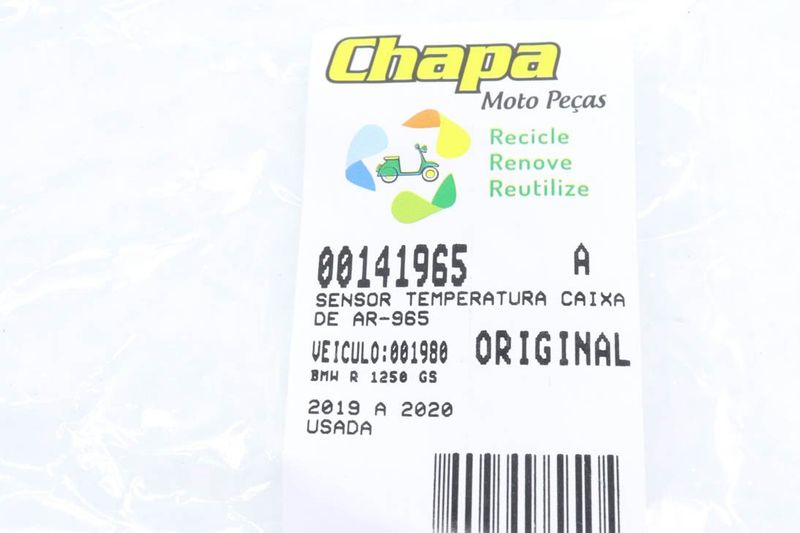 Chapa
Moto Peças
Recicle
Renove
Reutilize
00141965 A
SENSOR TEMPERATURA CAIXA
DE AR-965
VEICULO:001980 ORIGINAL
BMW R 1250 GS
2019 A 2020
USADA